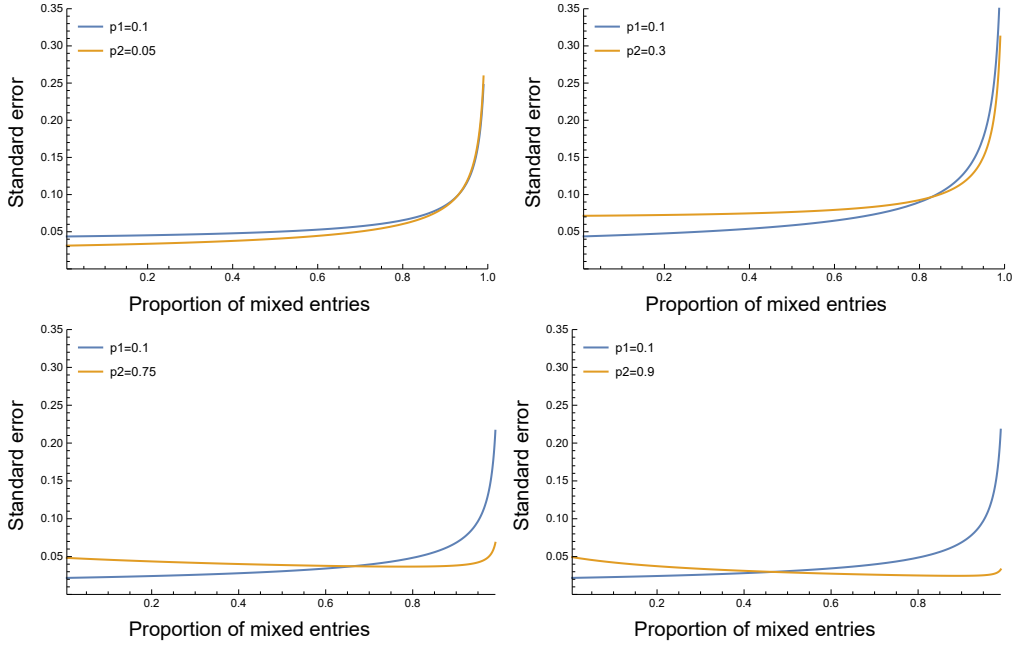 0.35
0.30
0.25
0.20
0.15
0.10
0.05
Standard error
p1=0.1
p2=0.05
0.2 0.4 0.6 0.8 1.0
Proportion of mixed entries
0.35
0.30
0.25
0.20
0.15
0.10
0.05
Standard error
p1=0.1
p2=0.3
0.2 0.4 0.6 0.8 1.0
Proportion of mixed entries
0.35
0.30
0.25
0.20
0.15
0.10
0.05
Standard error
p1=0.1
p2=0.75
0.2 0.4 0.6 0.8
Proportion of mixed entries
0.35
0.30
0.25
0.20
0.15
0.10
0.05
Standard error
p1=0.1
p2=0.9
0.2 0.4 0.6 0.8
Proportion of mixed entries